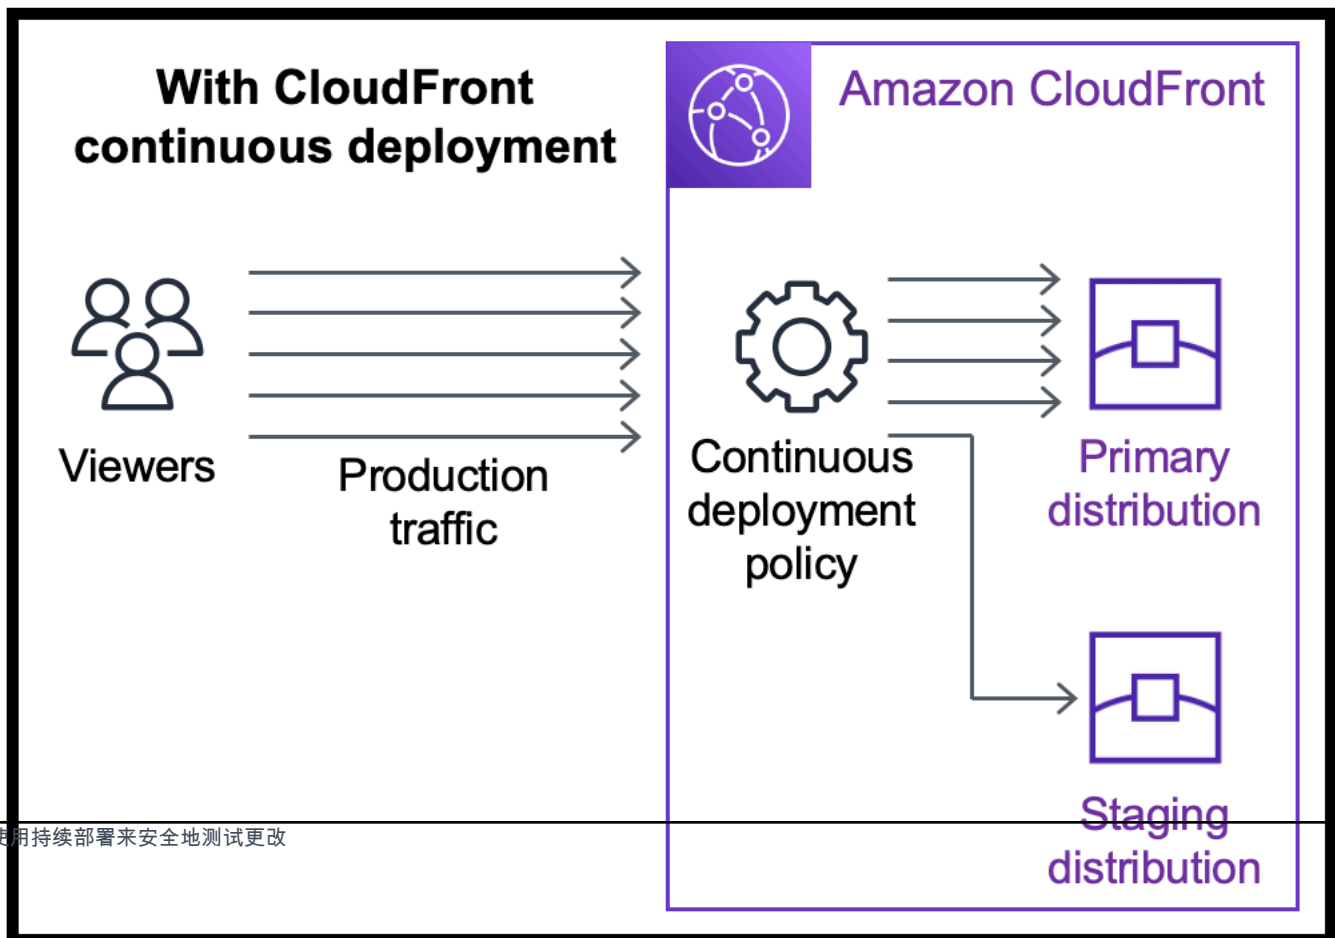 With CloudFront
continuous deployment
Amazon CloudFront
Viewers
Production
traffic
Continuous
deployment
policy
Primary
distribution
Staging
distribution
使用持续部署来安全地测试更改